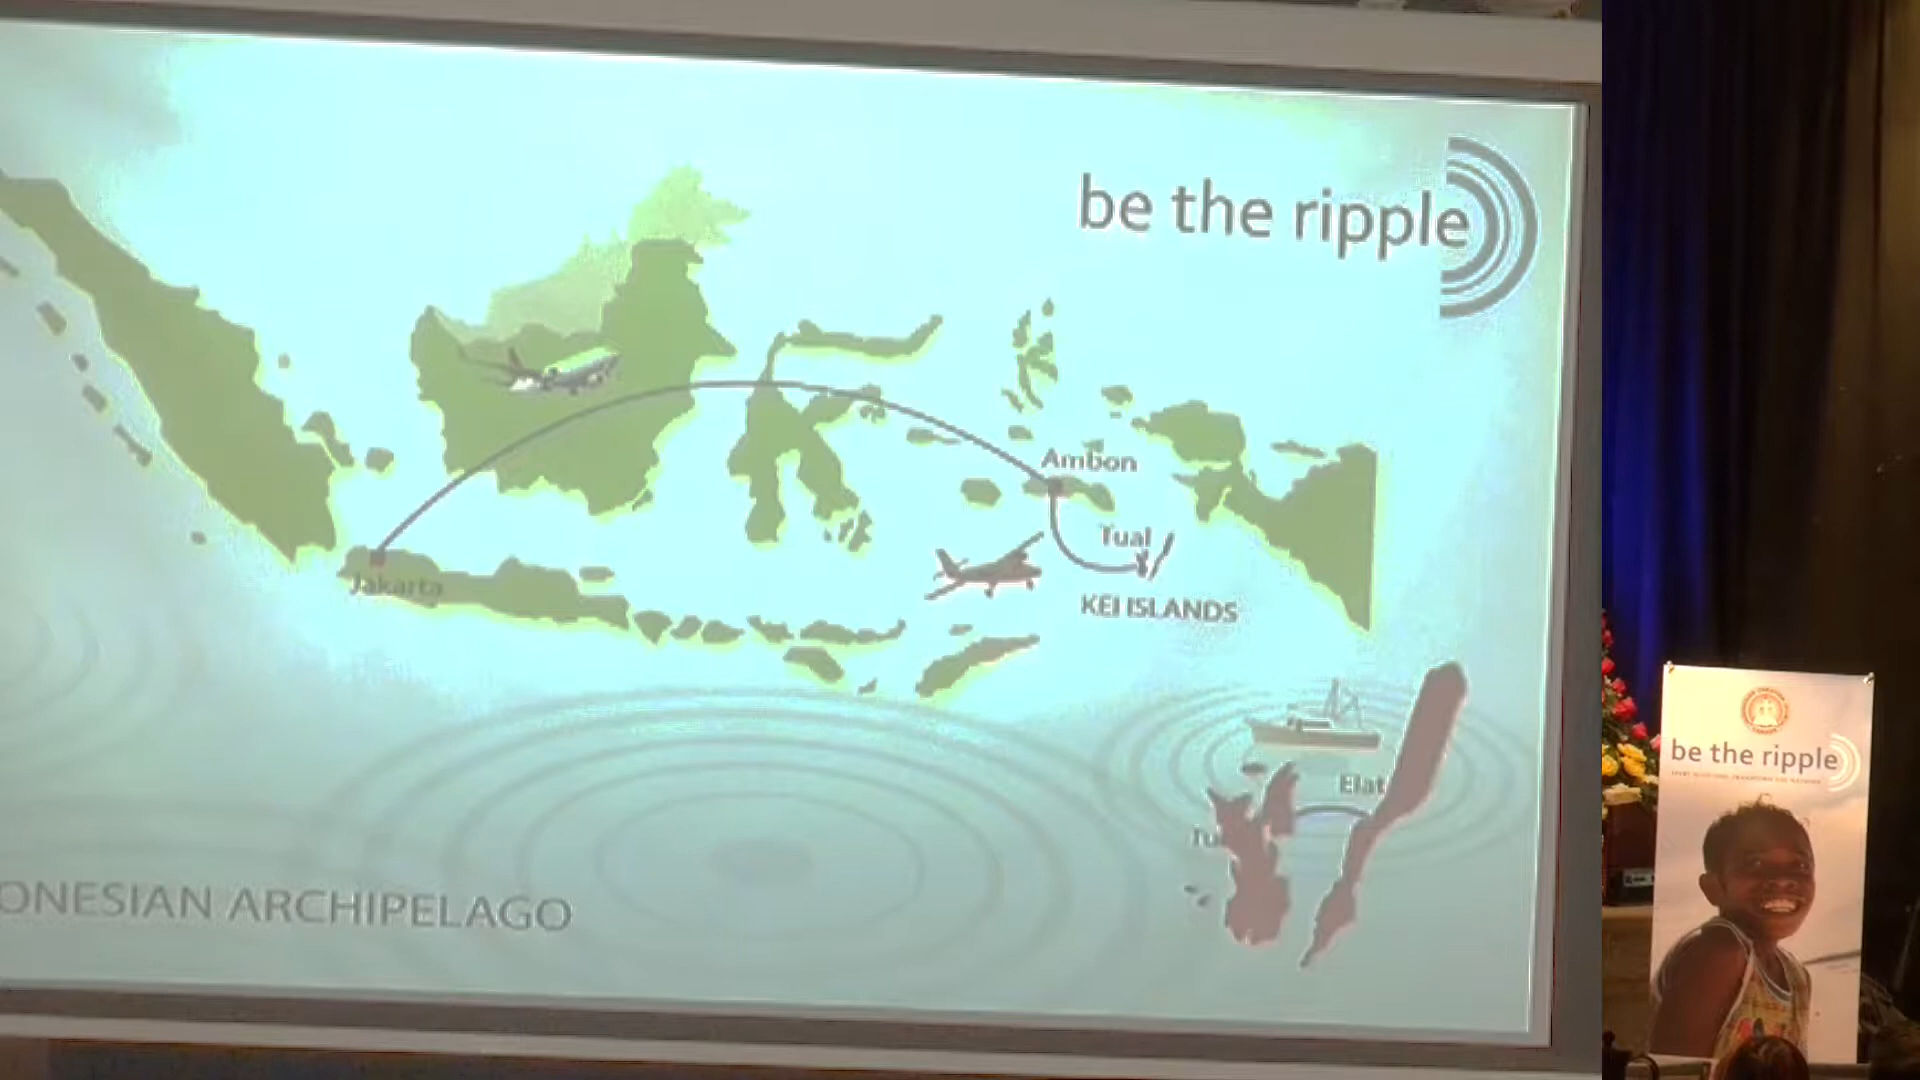 be the ripple
Ambon
Tual
Jakarta
KEI ISLANDS
Elat
ONESIAN ARCHIPELAGO
be the ripple